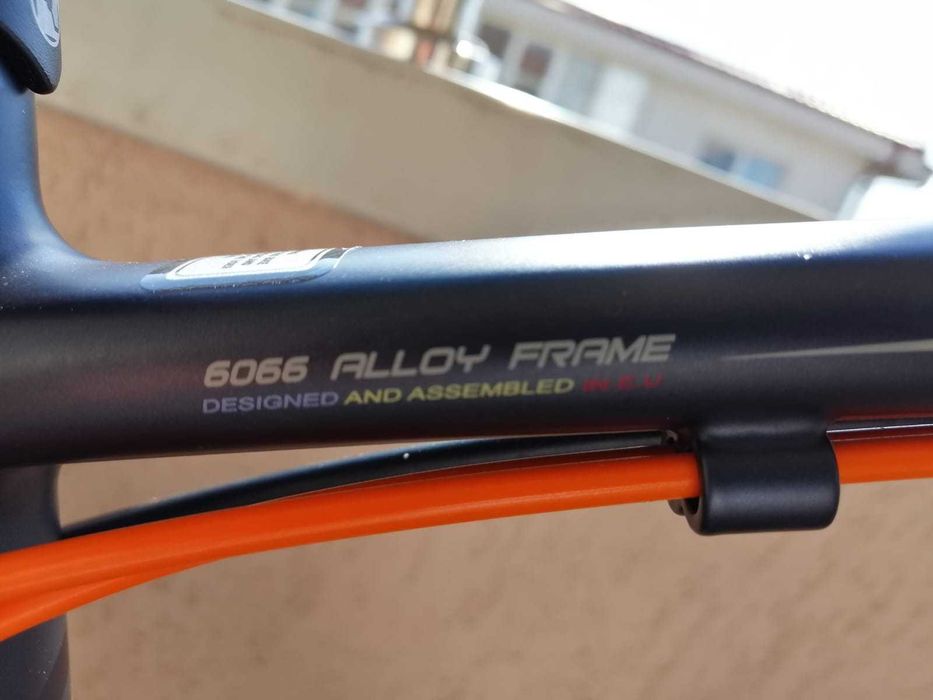 6066 ALLOY FRAME
DESIGNED AND ASSEMBLED IN E.U